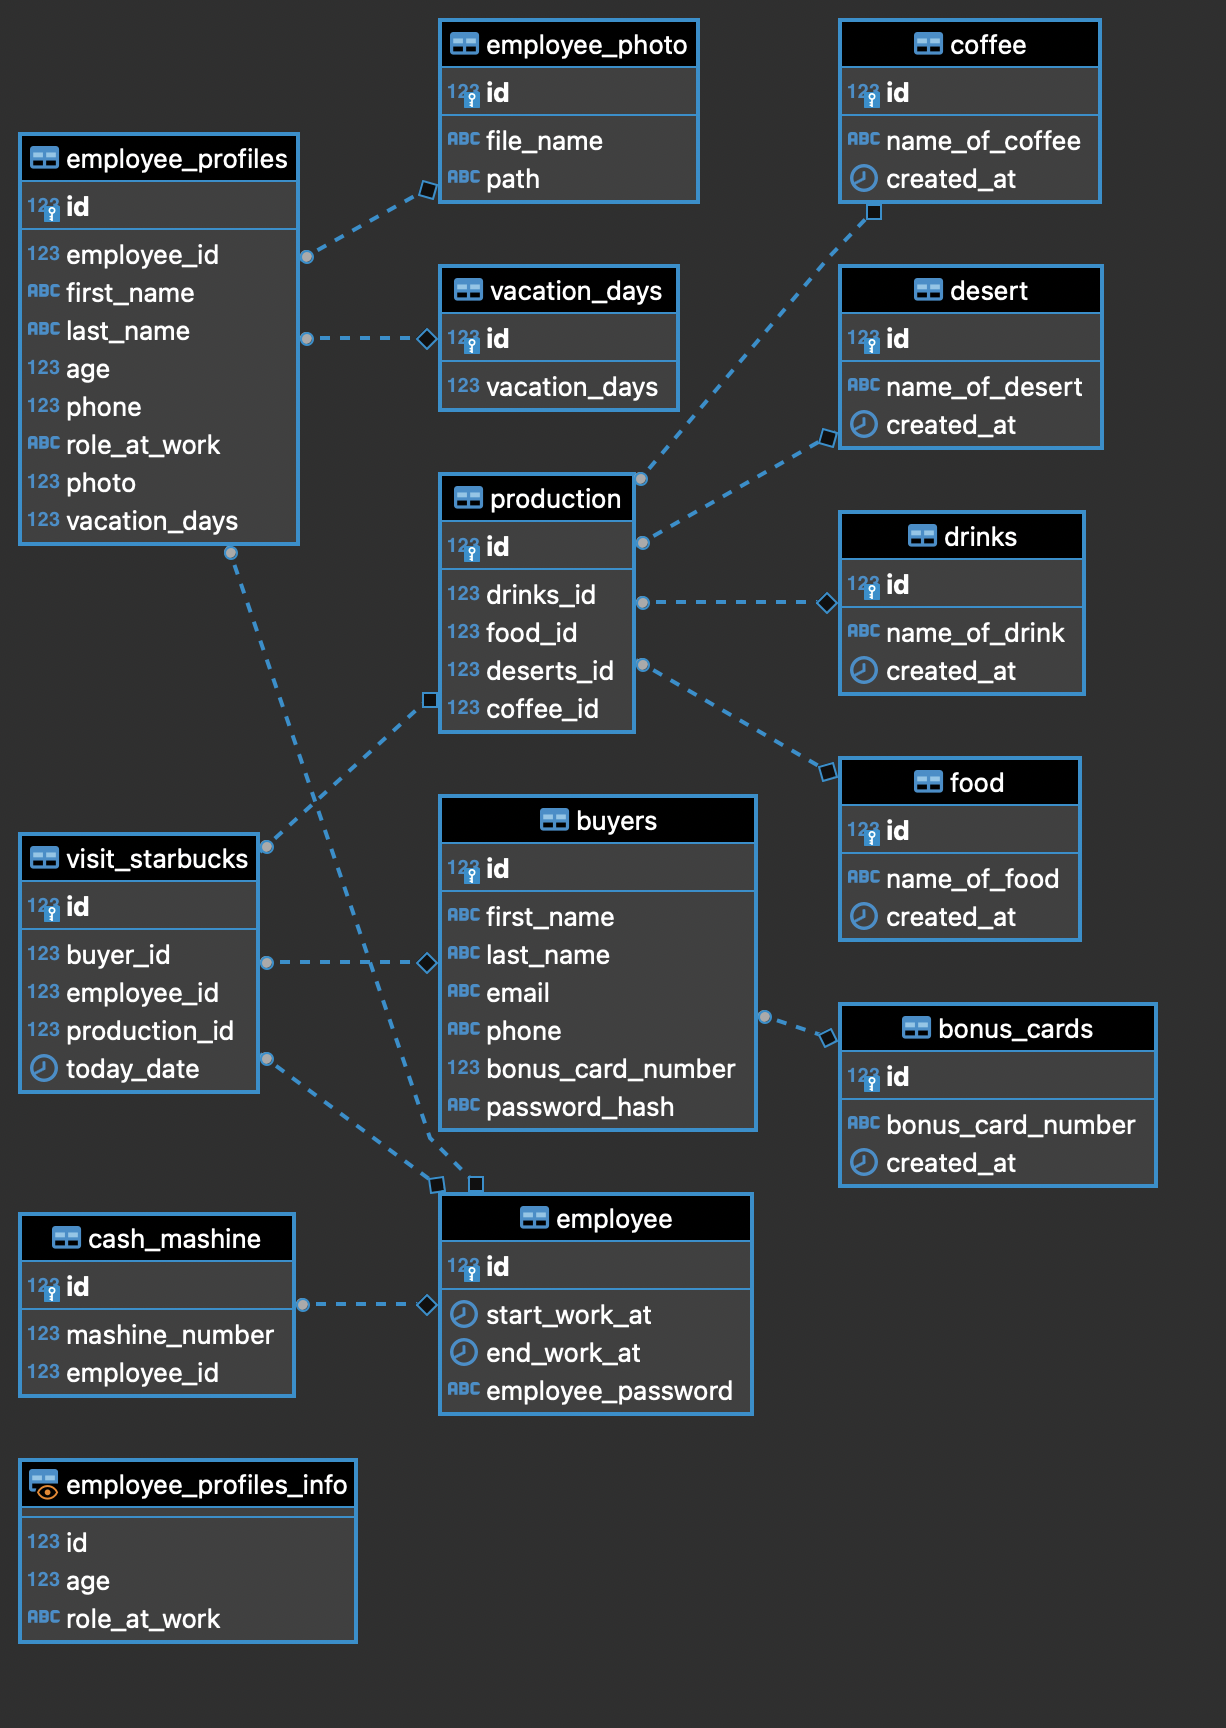 employee_profiles
123 id
123 employee_id
ABC first_name
ABC last_name
123 age
123 phone
ABC role_at_work
123 photo
123 vacation_days
employee_photo
123 id
ABC file_name
ABC path
vacation_days
123 id
123 vacation_days
production
123 id
123 drinks_id
123 food_id
123 deserts_id
123 coffee_id
coffee
123 id
ABC name_of_coffee
created_at
desert
123 id
ABC name_of_desert
created_at
drinks
123 id
ABC name_of_drink
created_at
food
123 id
ABC name_of_food
created_at
visit_starbucks
123 id
123 buyer_id
123 employee_id
123 production_id
today_date
buyers
123 id
ABC first_name
ABC last_name
ABC email
ABC phone
123 bonus_card_number
ABC password_hash
bonus_cards
123 id
ABC bonus_card_number
created_at
cash_mashine
123 id
123 mashine_number
123 employee_id
employee
123 id
start_work_at
end_work_at
ABC employee_password
employee_profiles_info
123 id
123 age
ABC role_at_work